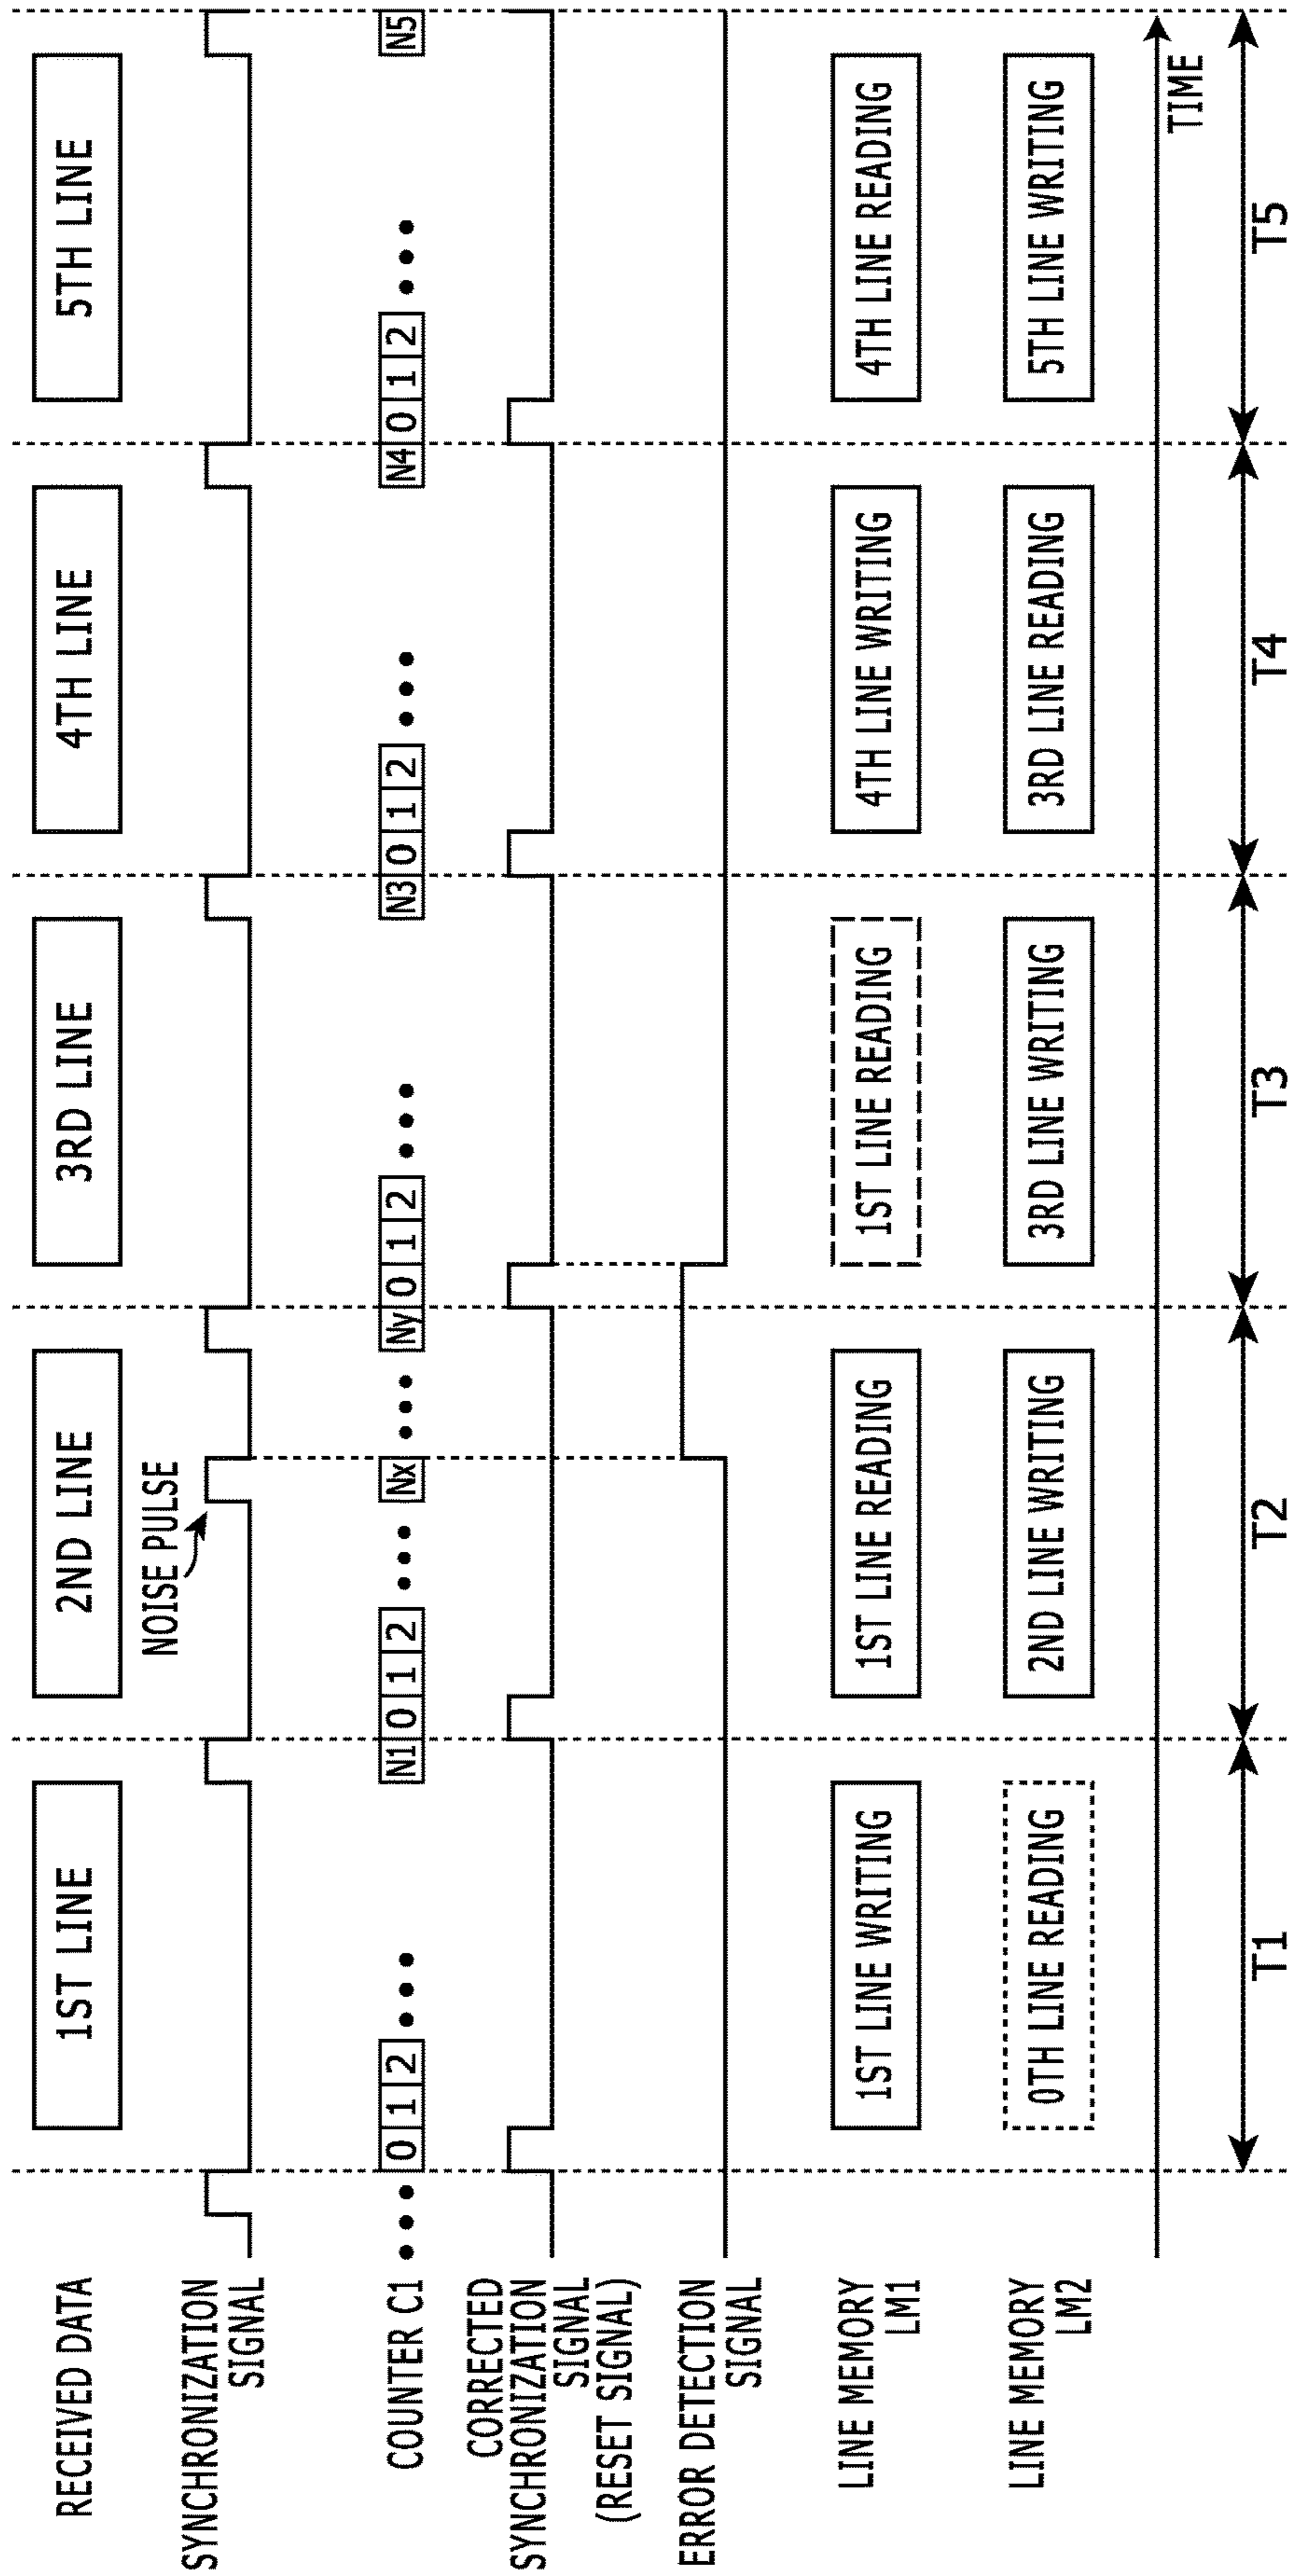 RECEIVED DATA
1ST LINE
2ND LINE
3RD LINE
4TH LINE
5TH LINE
NOISE PULSE
SYNCHRONIZATION
SIGNAL
COUNTER C1
0 1 2
N1 0 1 2
Nx
Ny 0 1 2
N3 0 1 2
N4 0 1 2
N5
CORRECTED
SYNCHRONIZATION
SIGNAL
(RESET SIGNAL)
ERROR DETECTION
SIGNAL
LINE MEMORY
LM1
1ST LINE WRITING
1ST LINE READING
1ST LINE READING
4TH LINE WRITING
4TH LINE READING
LINE MEMORY
LM2
0TH LINE READING
2ND LINE WRITING
3RD LINE WRITING
3RD LINE READING
5TH LINE WRITING
TIME
T1
T2
T3
T4
T5